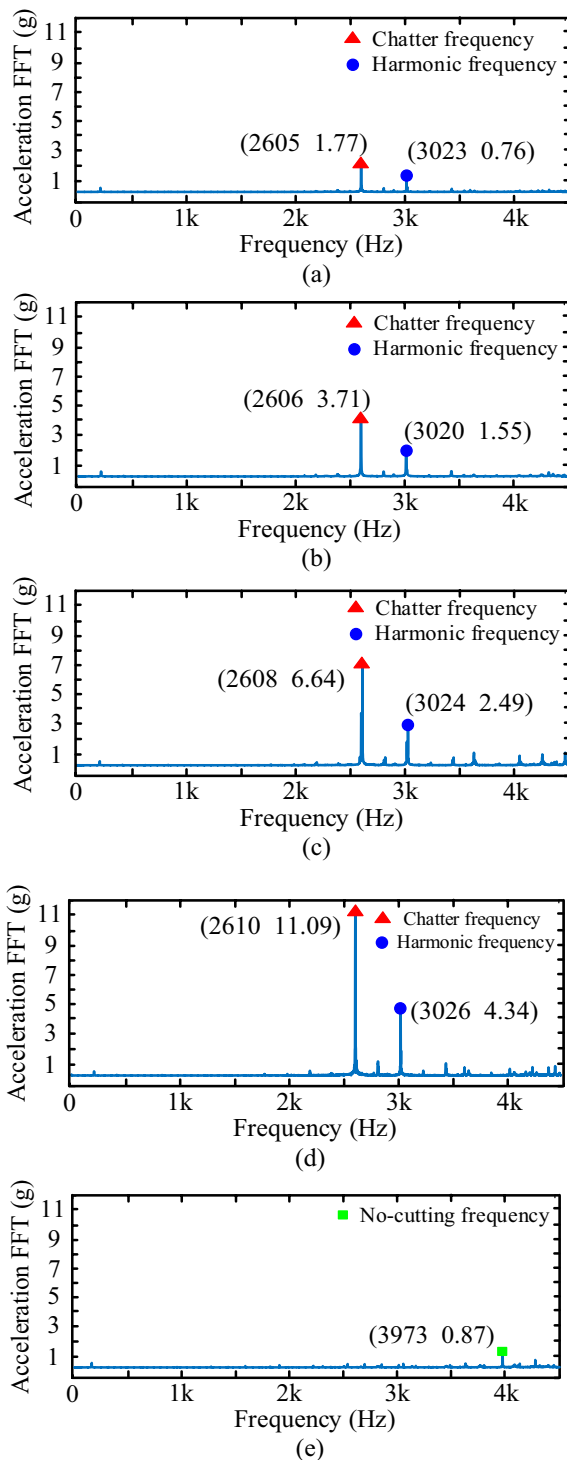 Acceleration FFT (g)
11
9
7
5
3
1
Chatter frequency
Harmonic frequency
(2605 1.77)
(3023 0.76)
0 1k 2k 3k 4k
Frequency (Hz)
(a)
Acceleration FFT (g)
11
9
7
5
3
1
Chatter frequency
Harmonic frequency
(2606 3.71)
(3020 1.55)
0 1k 2k 3k 4k
Frequency (Hz)
(b)
Acceleration FFT (g)
11
9
7
5
3
1
Chatter frequency
Harmonic frequency
(2608 6.64)
(3024 2.49)
0 1k 2k 3k 4k
Frequency (Hz)
(c)
Acceleration FFT (g)
11
9
7
5
3
1
(2610 11.09)
Chatter frequency
Harmonic frequency
(3026 4.34)
0 1k 2k 3k 4k
Frequency (Hz)
(d)
Acceleration FFT (g)
11
9
7
5
3
1
No-cutting frequency
(3973 0.87)
0 1k 2k 3k 4k
Frequency (Hz)
(e)